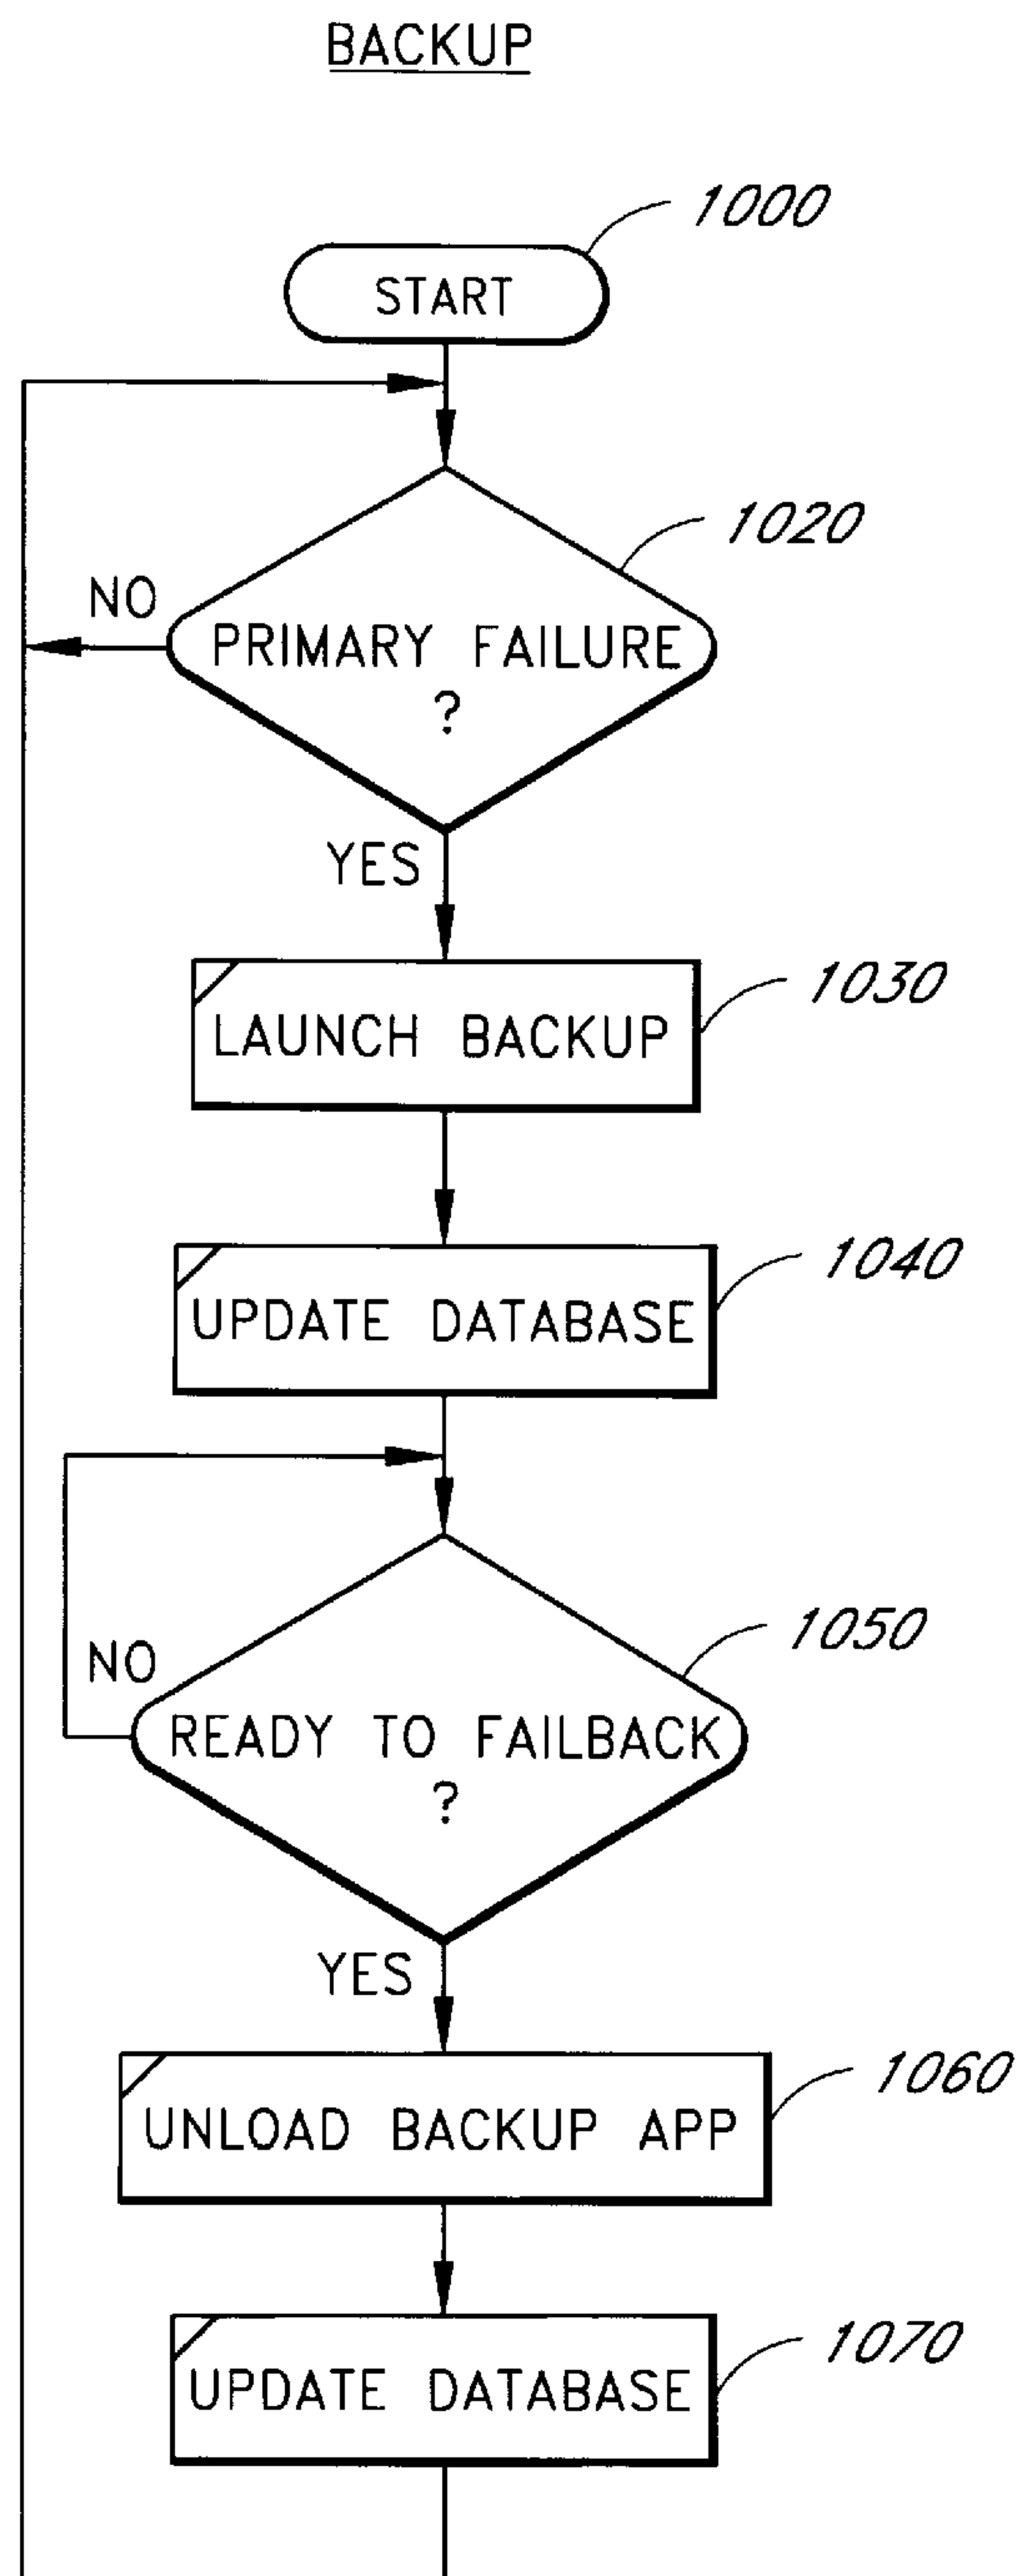 BACKUP
1000
START
1020
NO
PRIMARY FAILURE
?
YES
1030
LAUNCH BACKUP
1040
UPDATE DATABASE
1050
NO
READY TO FAILBACK
?
YES
1060
UNLOAD BACKUP APP
1070
UPDATE DATABASE